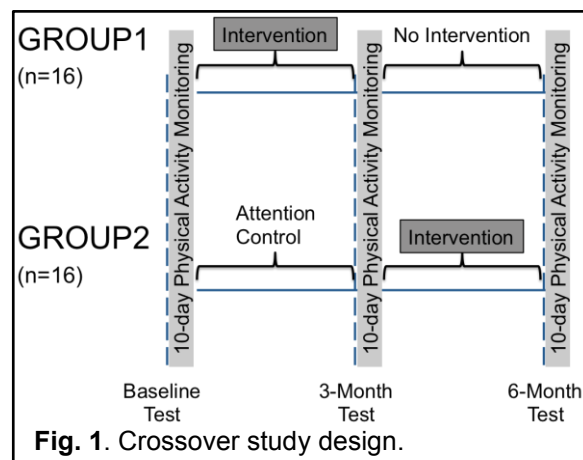 GROUP1
(n=16)
Intervention
No Intervention
10-day Physical Activity Monitoring
10-day Physical Activity Monitoring
10-day Physical Activity Monitoring
GROUP2
(n=16)
Attention
Control
Intervention
Baseline
Test
3-Month
Test
6-Month
Test
Fig. 1. Crossover study design.